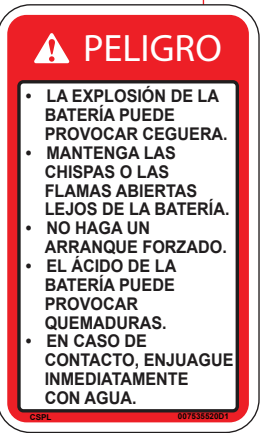 PELIGRO
• LA EXPLOSIÓN DE LA
BATERÍA PUEDE
PROVOCAR CEGUERA.
• MANTENGA LAS
CHISPAS O LAS
FLAMAS ABIERTAS
LEJOS DE LA BATERÍA.
• NO HAGA UN
ARRANQUE FORZADO.
• EL ÁCIDO DE LA
BATERÍA PUEDE
PROVOCAR
QUEMADURAS.
• EN CASO DE
CONTACTO, ENJUAGUE
INMEDIATAMENTE
CON AGUA.
CSPL 007535520D1